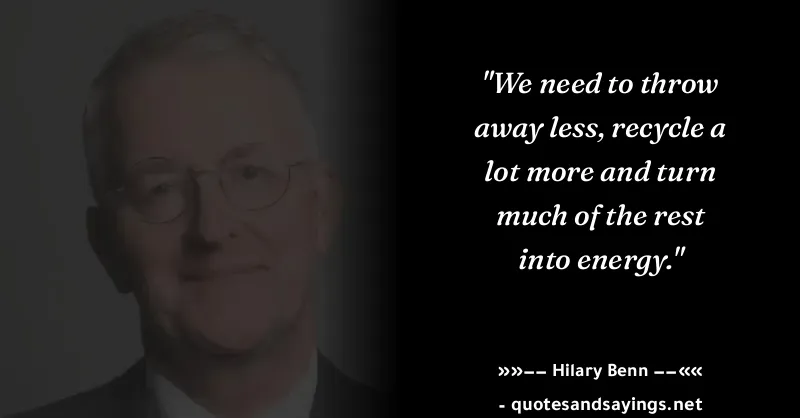 "We need to throw
away less, recycle a
lot more and turn
much of the rest
into energy."
»»—— Hilary Benn ——««
- quotesandsayings.net